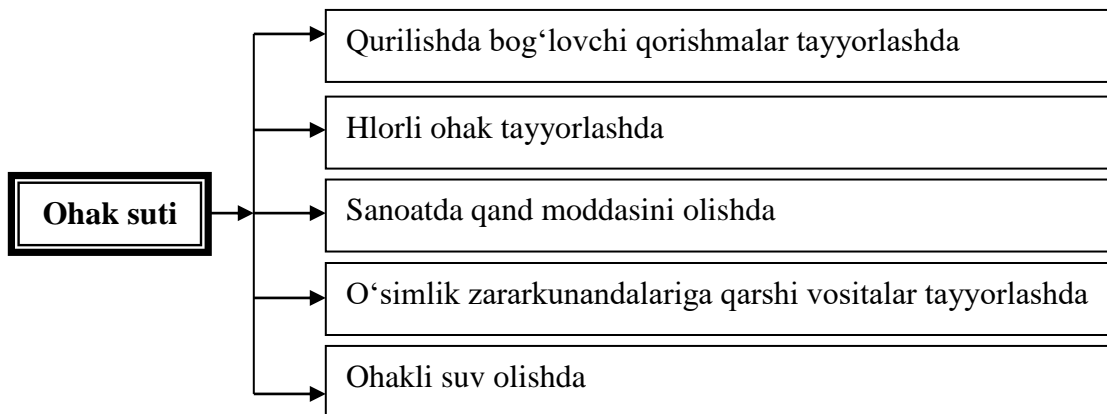 Qurilishda bog‘lovchi qorishmalar tayyorlashda
Hlorli ohak tayyorlashda
Ohak suti
Sanoatda qand moddasini olishda
O‘simlik zararkunandalariga qarshi vositalar tayyorlashda
Ohakli suv olishda